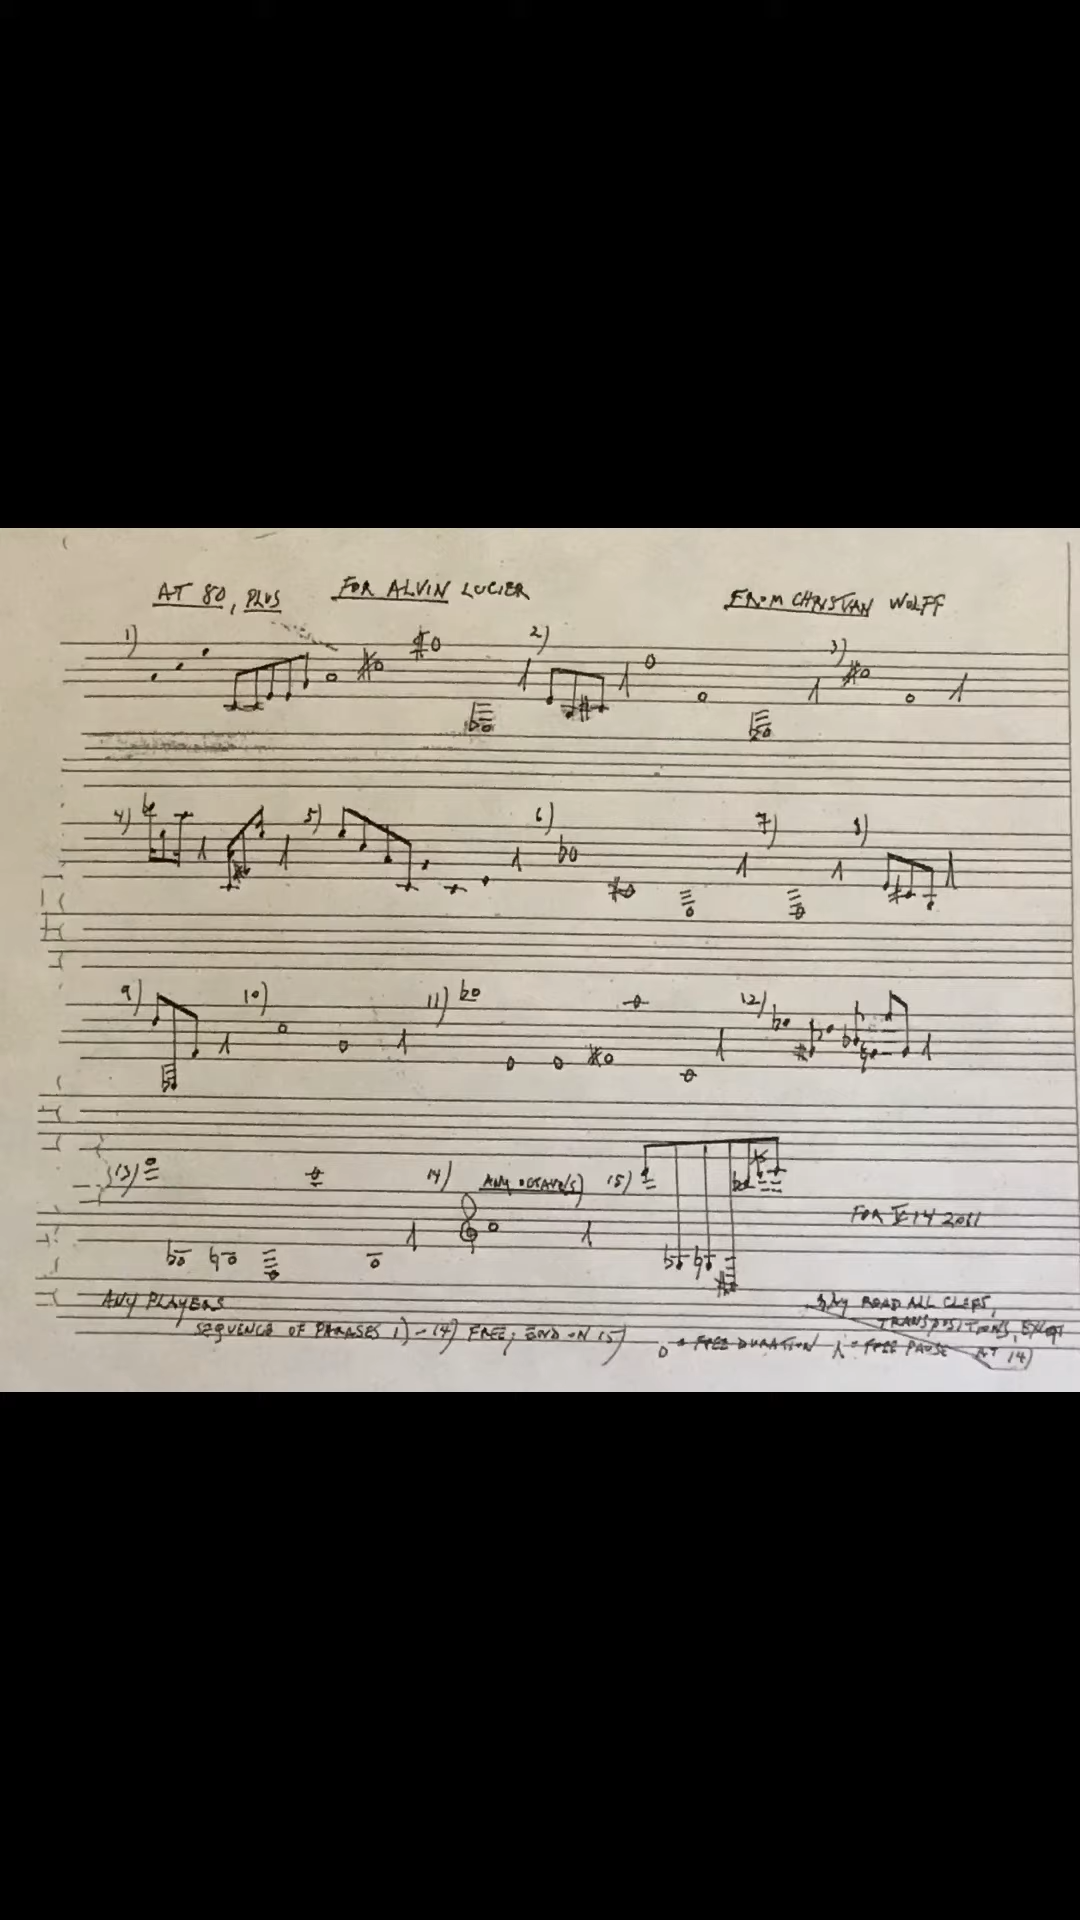 AT 80, PLUS FOR ALVIN LUCIER FROM CHRISTIAN WOLFF
1) 2) 3)
4) 5) 6) 7) 8)
9) 10) 11) 12)
13) 14) ANY OCTAVE(S) 15)
FOR 14 2011
ANY PLAYERS
READ ALL CLEFS,
TRANSPOSITIONS, EXCEPT
SEQUENCE OF PHRASES 1)-14) FREE; END ON 15) = FREE DURATION = FREE PAUSE AT 14)